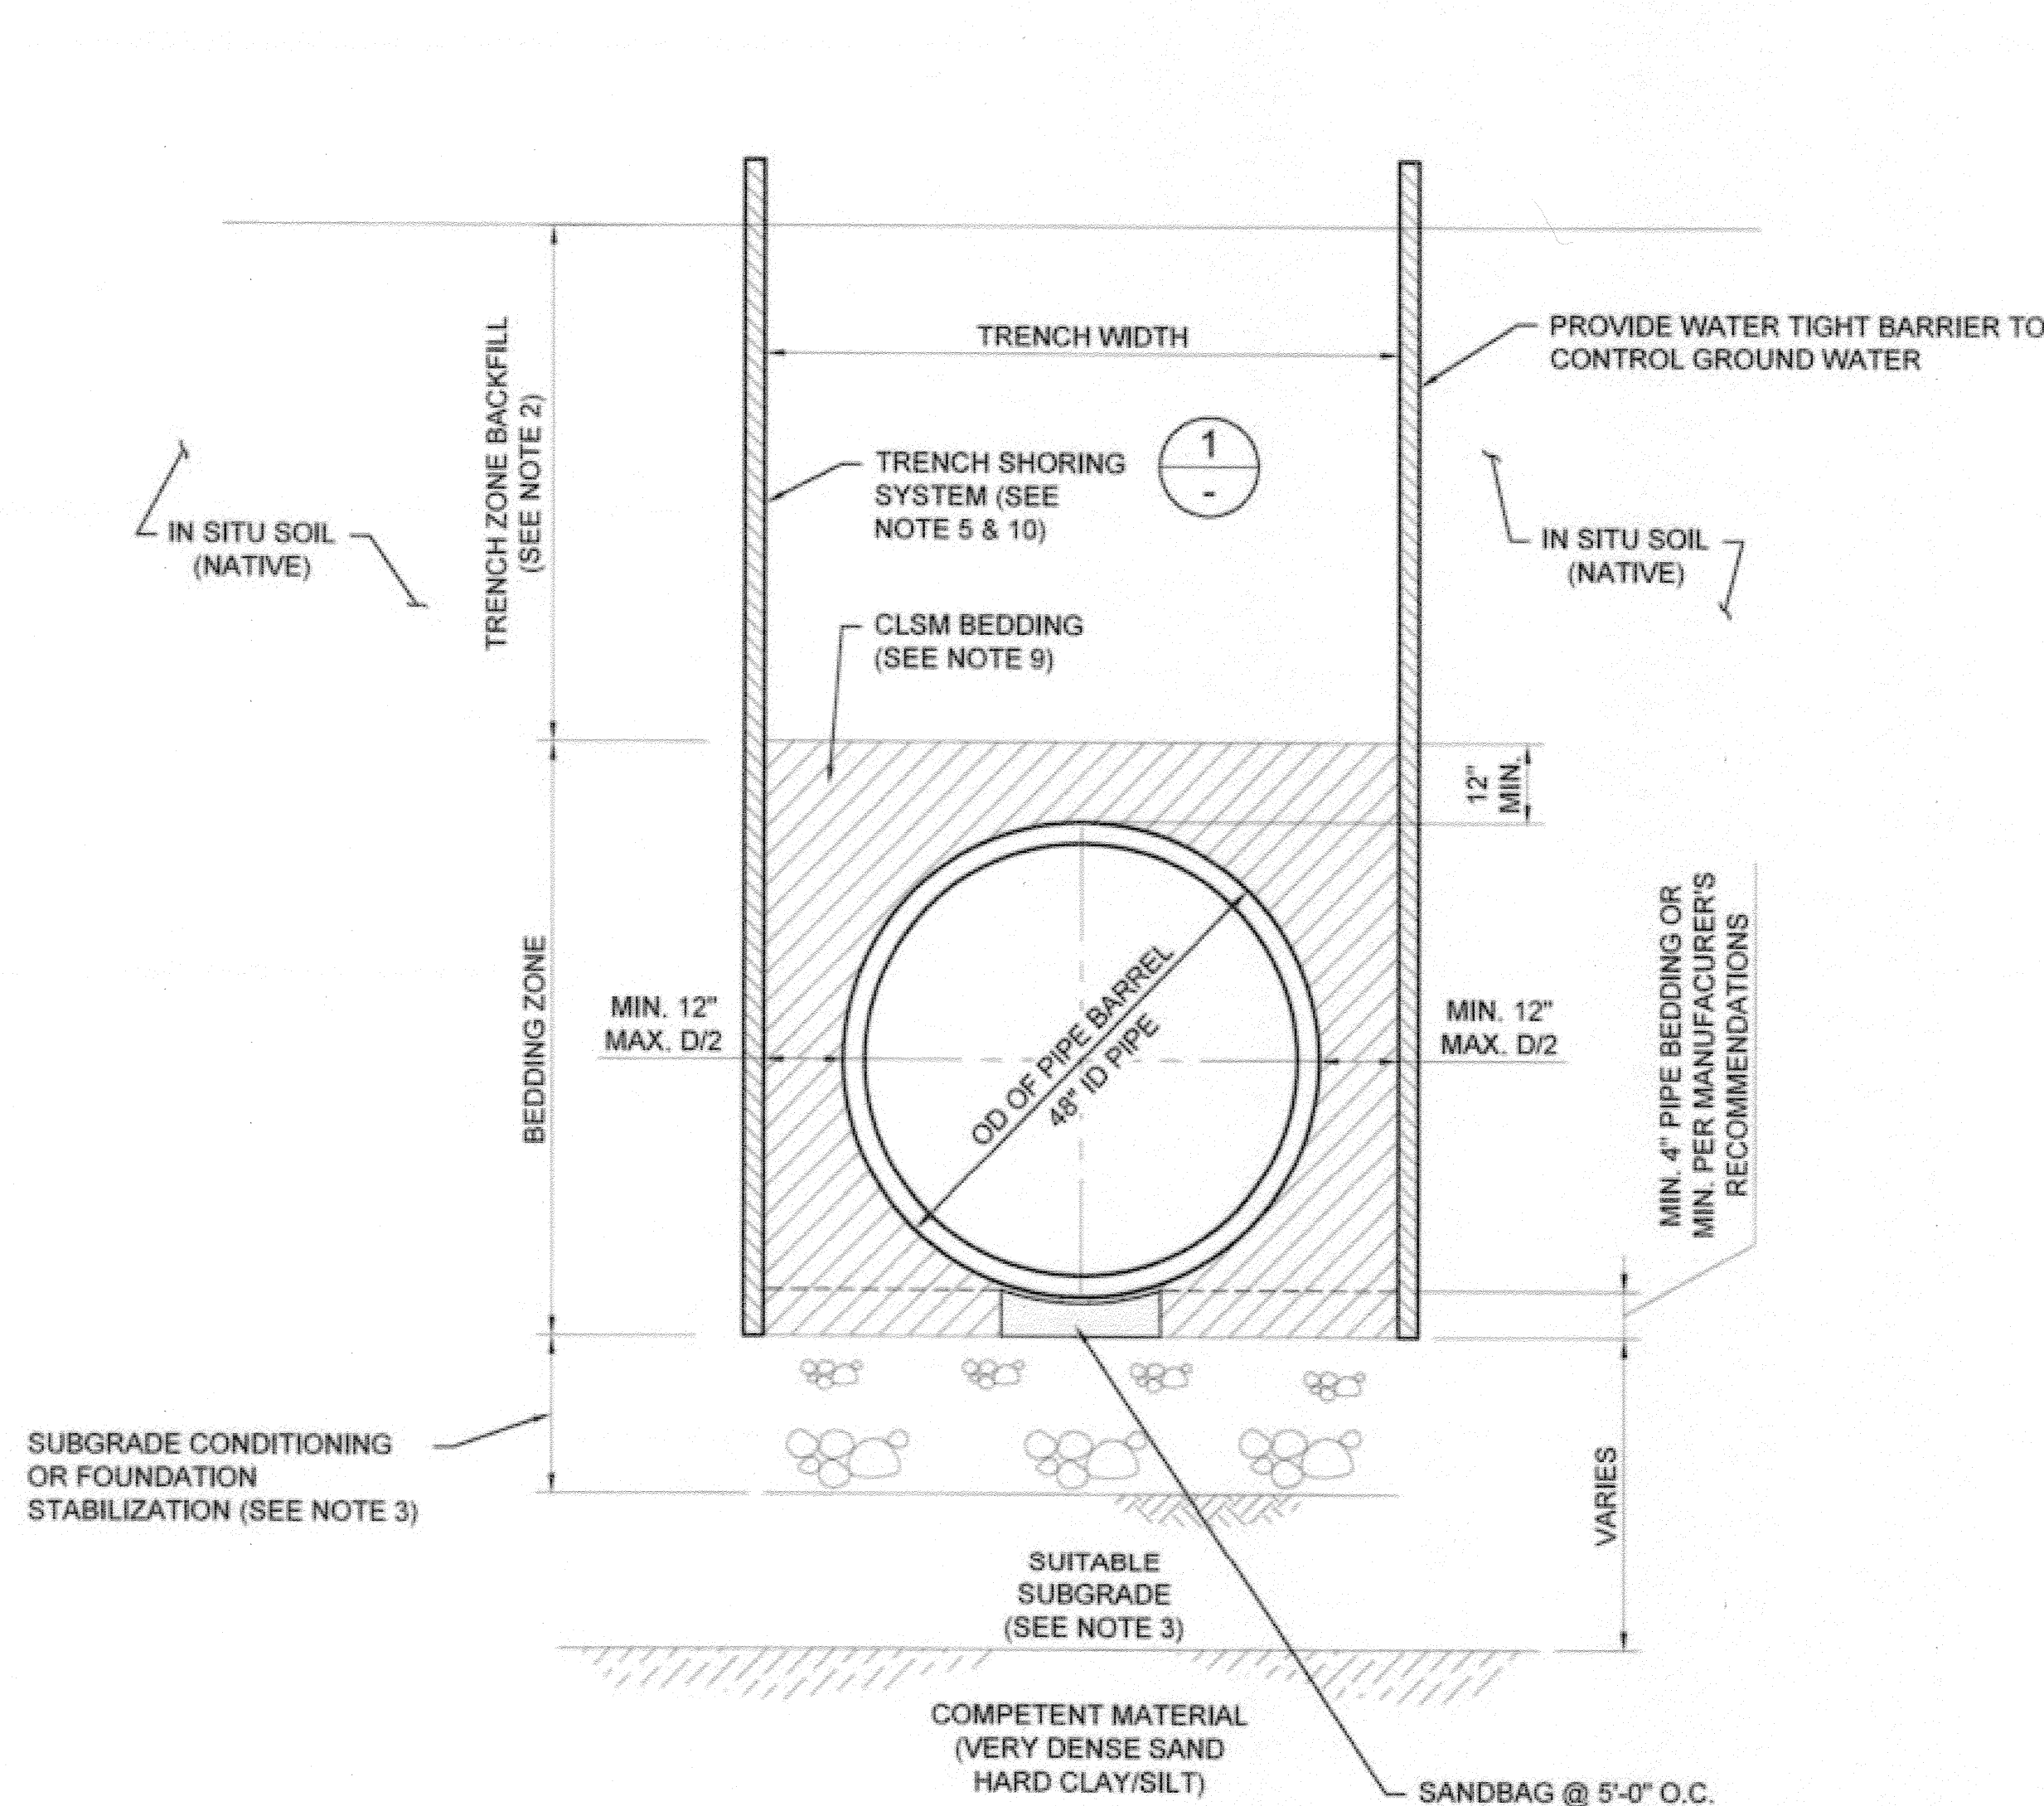 TRENCH WIDTH
PROVIDE WATER TIGHT BARRIER TO
CONTROL GROUND WATER
TRENCH ZONE BACKFILL
(SEE NOTE 2)
TRENCH SHORING
SYSTEM (SEE
NOTE 5 & 10)
1
-
IN SITU SOIL
(NATIVE)
IN SITU SOIL
(NATIVE)
CLSM BEDDING
(SEE NOTE 9)
12"
MIN.
BEDDING ZONE
MIN. 12"
MAX. D/2
OD OF PIPE BARREL
48" ID PIPE
MIN. 12"
MAX. D/2
MIN. 4" PIPE BEDDING OR
MIN. PER MANUFACURER'S
RECOMMENDATIONS
SUBGRADE CONDITIONING
OR FOUNDATION
STABILIZATION (SEE NOTE 3)
VARIES
SUITABLE
SUBGRADE
(SEE NOTE 3)
COMPETENT MATERIAL
(VERY DENSE SAND
HARD CLAY/SILT)
SANDBAG @ 5'-0" O.C.